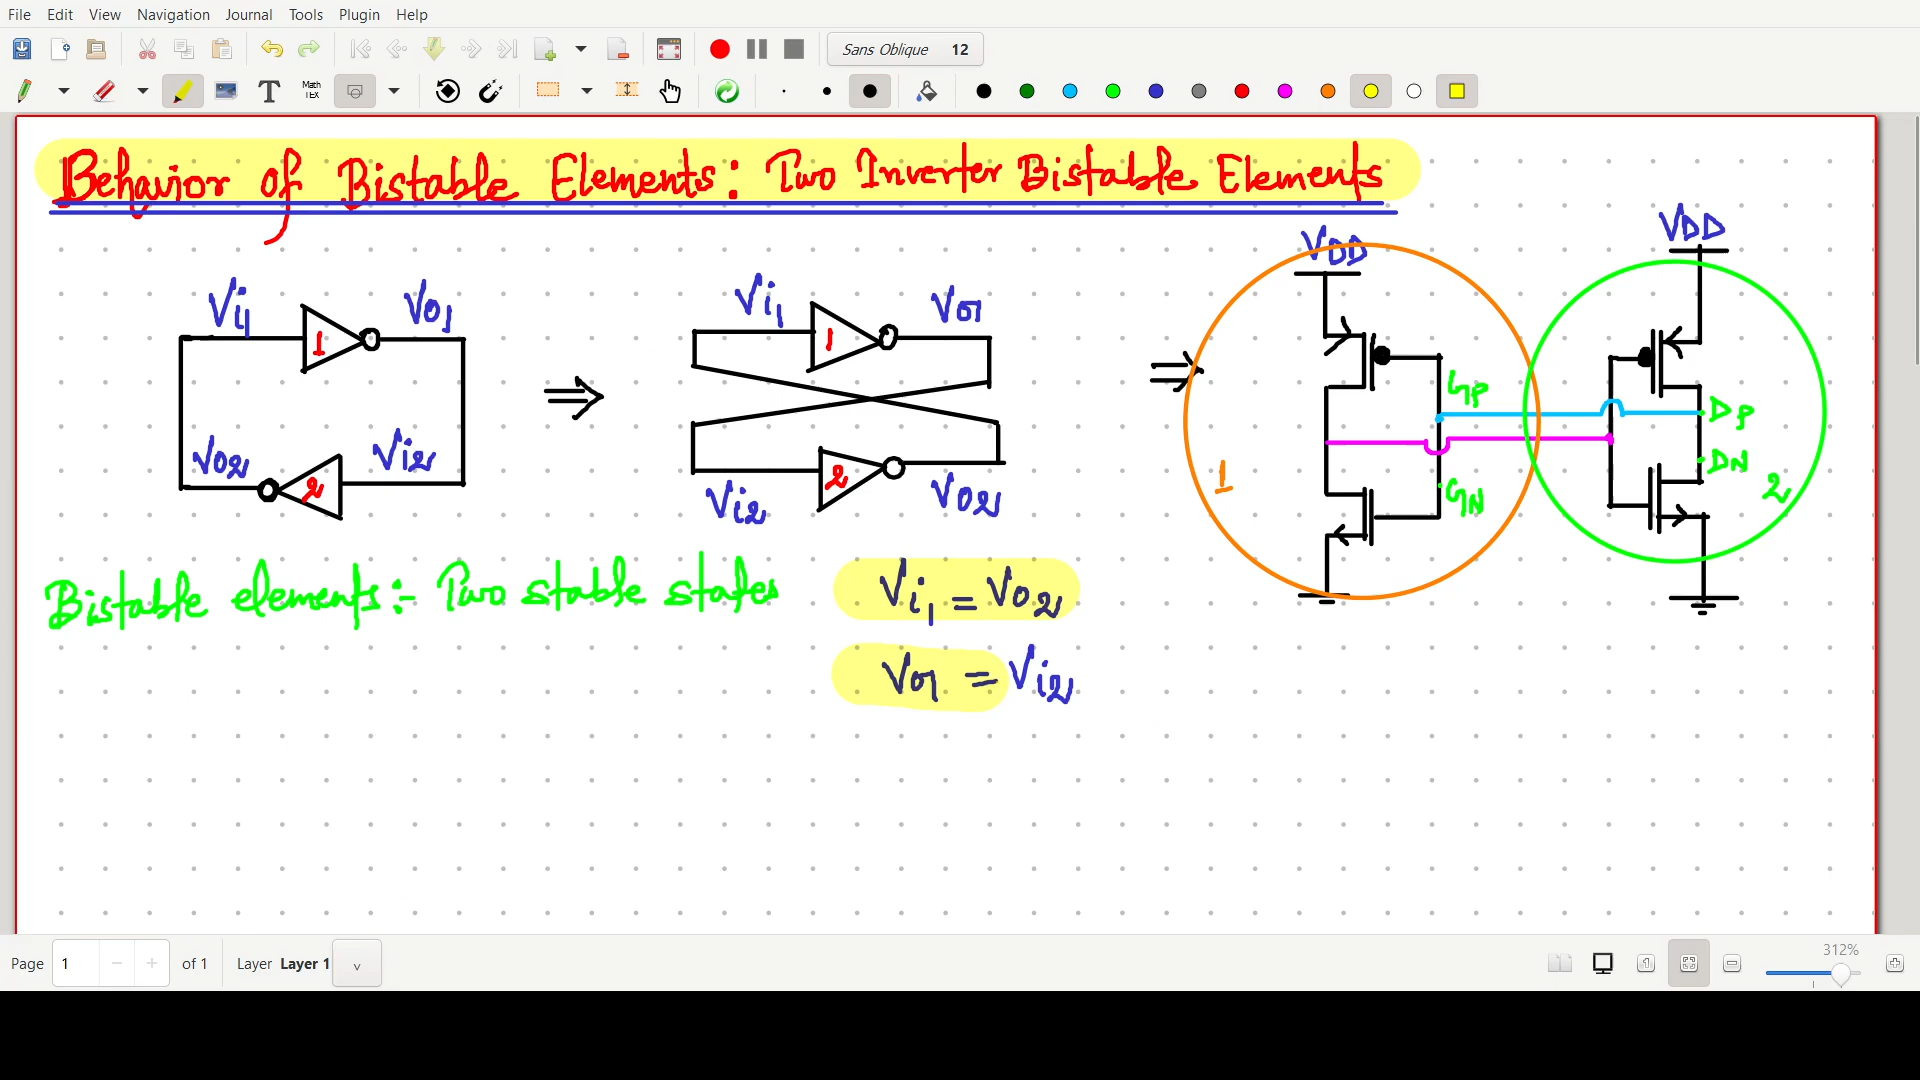 File Edit View Navigation Journal Tools Plugin Help
Sans Oblique 12
Math TEX
Behavior of Bistable Elements: Two Inverter Bistable Elements
Vi1 Vo1
1
Vo2 Vi2
2
Vi1 Vo1
1
Vi2 Vo2
2
VDD VDD
GP
DP
DN
GN
1
2
Bistable elements:- Two stable states
Vi1 = Vo2
Vo1 = Vi2
Page 1 of 1 Layer Layer 1
312%